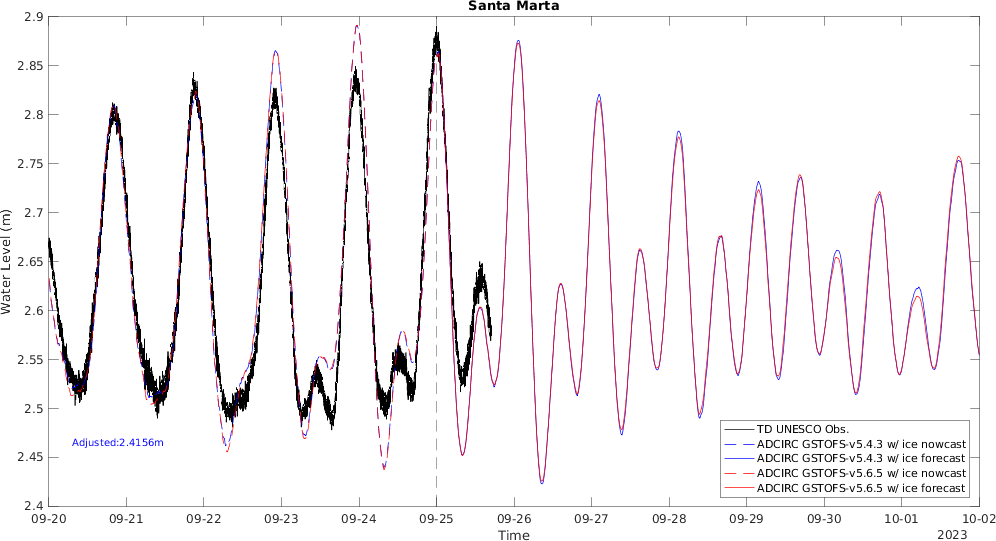 Santa Marta
2.9
2.85
2.8
2.75
2.7
2.65
2.6
2.55
2.5
2.45
2.4
Water Level (m)
Adjusted:2.4156m
TD UNESCO Obs.
ADCIRC GSTOFS-v5.4.3 w/ ice nowcast
ADCIRC GSTOFS-v5.4.3 w/ ice forecast
ADCIRC GSTOFS-v5.6.5 w/ ice nowcast
ADCIRC GSTOFS-v5.6.5 w/ ice forecast
09-20 09-21 09-22 09-23 09-24 09-25 09-26 09-27 09-28 09-29 09-30 10-01 10-02
Time
2023